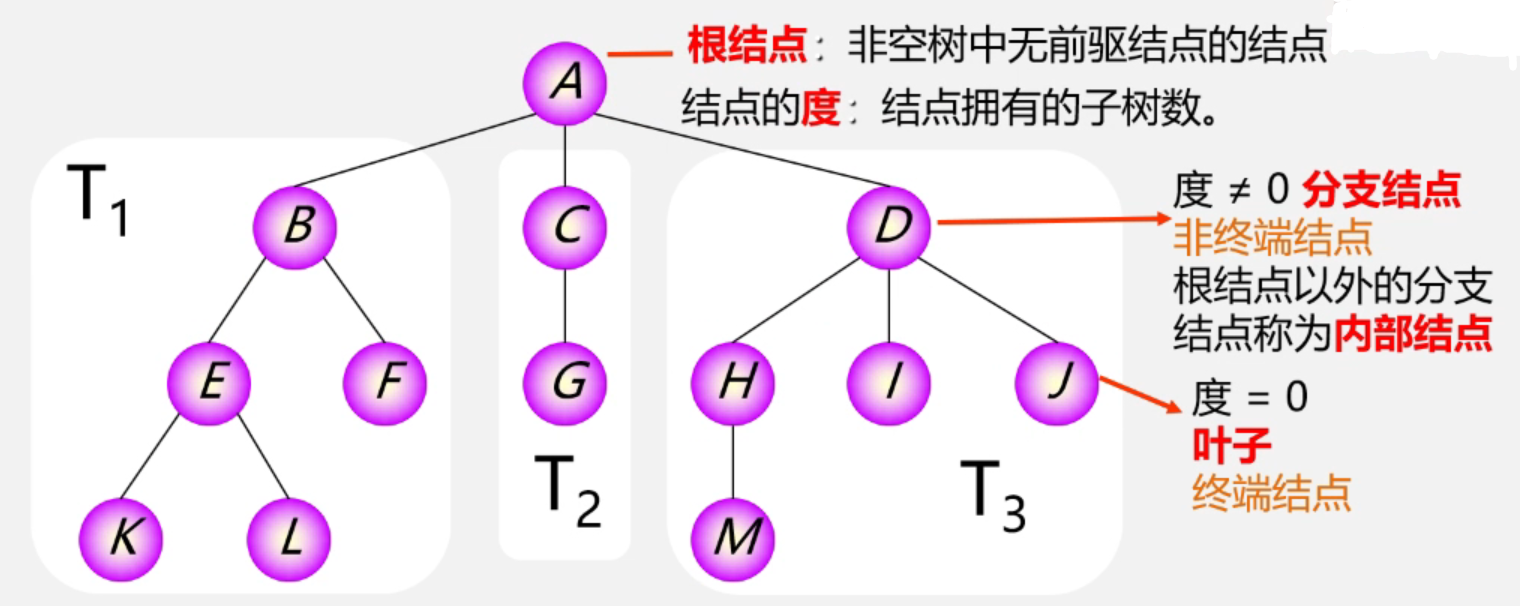 A
根结点：非空树中无前驱结点的结点
结点的度：结点拥有的子树数。
T1
B
C
D
度 ≠ 0 分支结点
非终端结点
根结点以外的分支
结点称为内部结点
E
F
G
H
I
J
度 = 0
叶子
终端结点
T2
T3
K
L
M